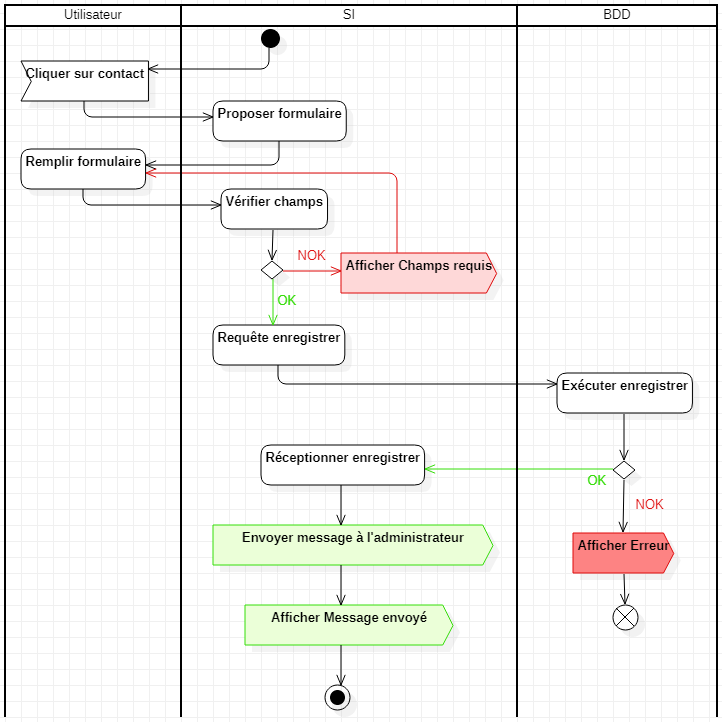 Utilisateur
SI
BDD
Cliquer sur contact
Proposer formulaire
Remplir formulaire
Vérifier champs
NOK
Afficher Champs requis
OK
Requête enregistrer
Exécuter enregistrer
Réceptionner enregistrer
OK
NOK
Envoyer message à l'administrateur
Afficher Erreur
Afficher Message envoyé